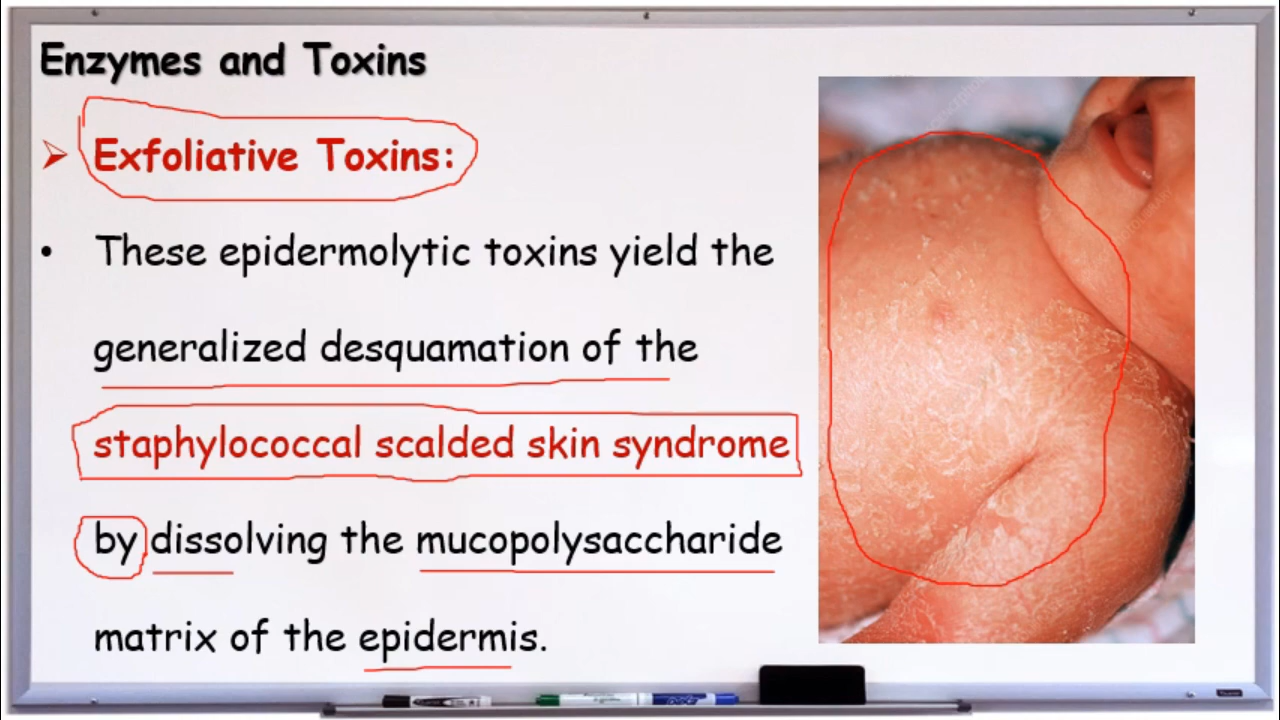 Enzymes and Toxins
➢ Exfoliative Toxins:
• These epidermolytic toxins yield the
generalized desquamation of the
staphylococcal scalded skin syndrome
by dissolving the mucopolysaccharide
matrix of the epidermis.